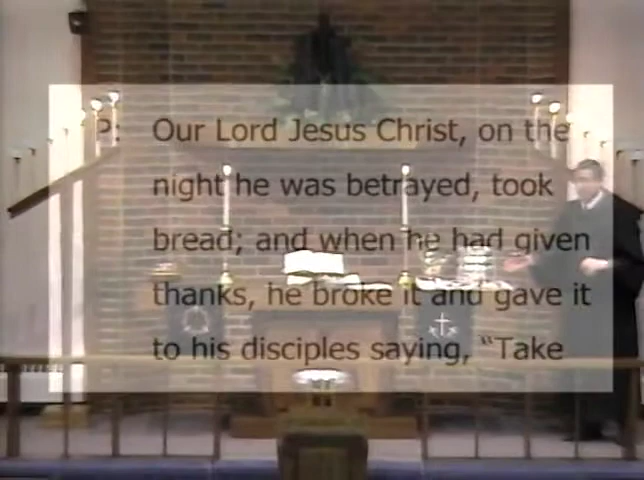 P: Our Lord Jesus Christ, on the
night he was betrayed, took
bread; and when he had given
thanks, he broke it and gave it
to his disciples saying, “Take